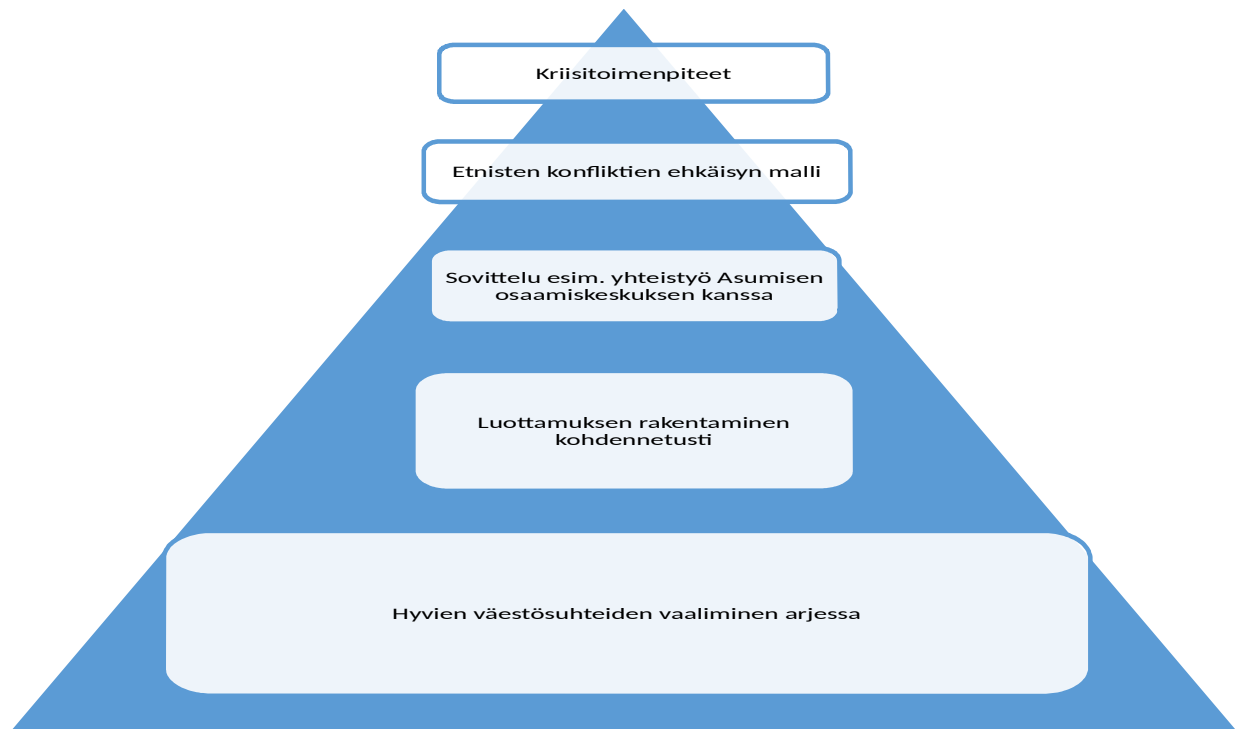 Kriisitoimenpiteet
Etnisten konfliktien ehkäisyn malli
Sovittelu esim. yhteistyö Asumisen
osaamiskeskuksen kanssa
Luottamuksen rakentaminen
kohdennetusti
Hyvien väestösuhteiden vaaliminen arjessa